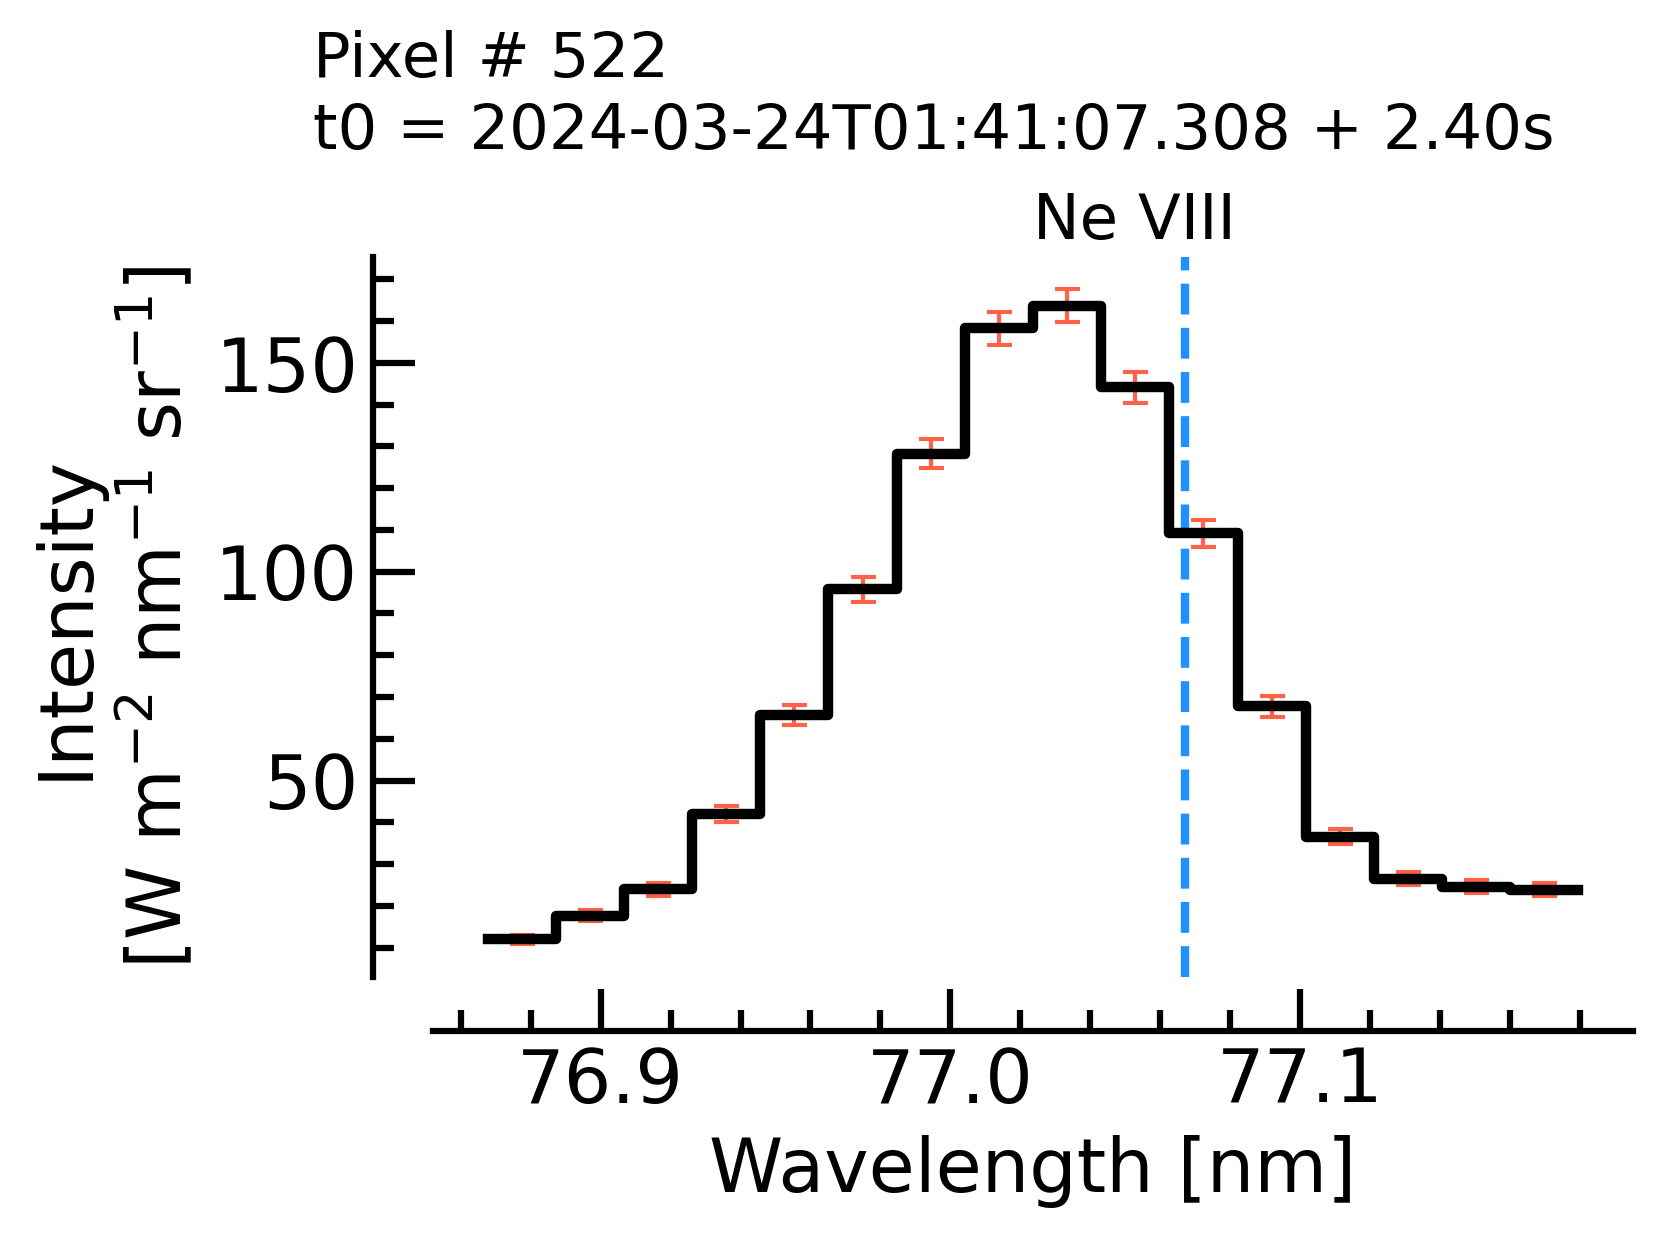 Pixel # 522
t0 = 2024-03-24T01:41:07.308 + 2.40s
Ne VIII
Intensity
[W m⁻² nm⁻¹ sr⁻¹]
150
100
50
76.9 77.0 77.1
Wavelength [nm]